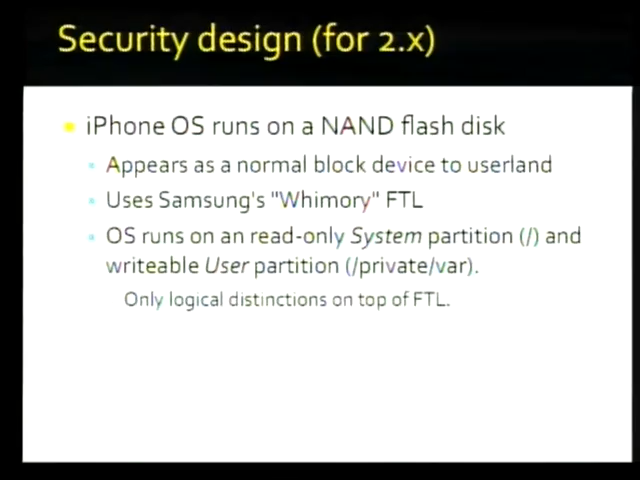 Security design (for 2.x)
iPhone OS runs on a NAND flash disk
Appears as a normal block device to userland
Uses Samsung's "Whimory" FTL
OS runs on an read-only System partition (/) and
writeable User partition (/private/var).
Only logical distinctions on top of FTL.